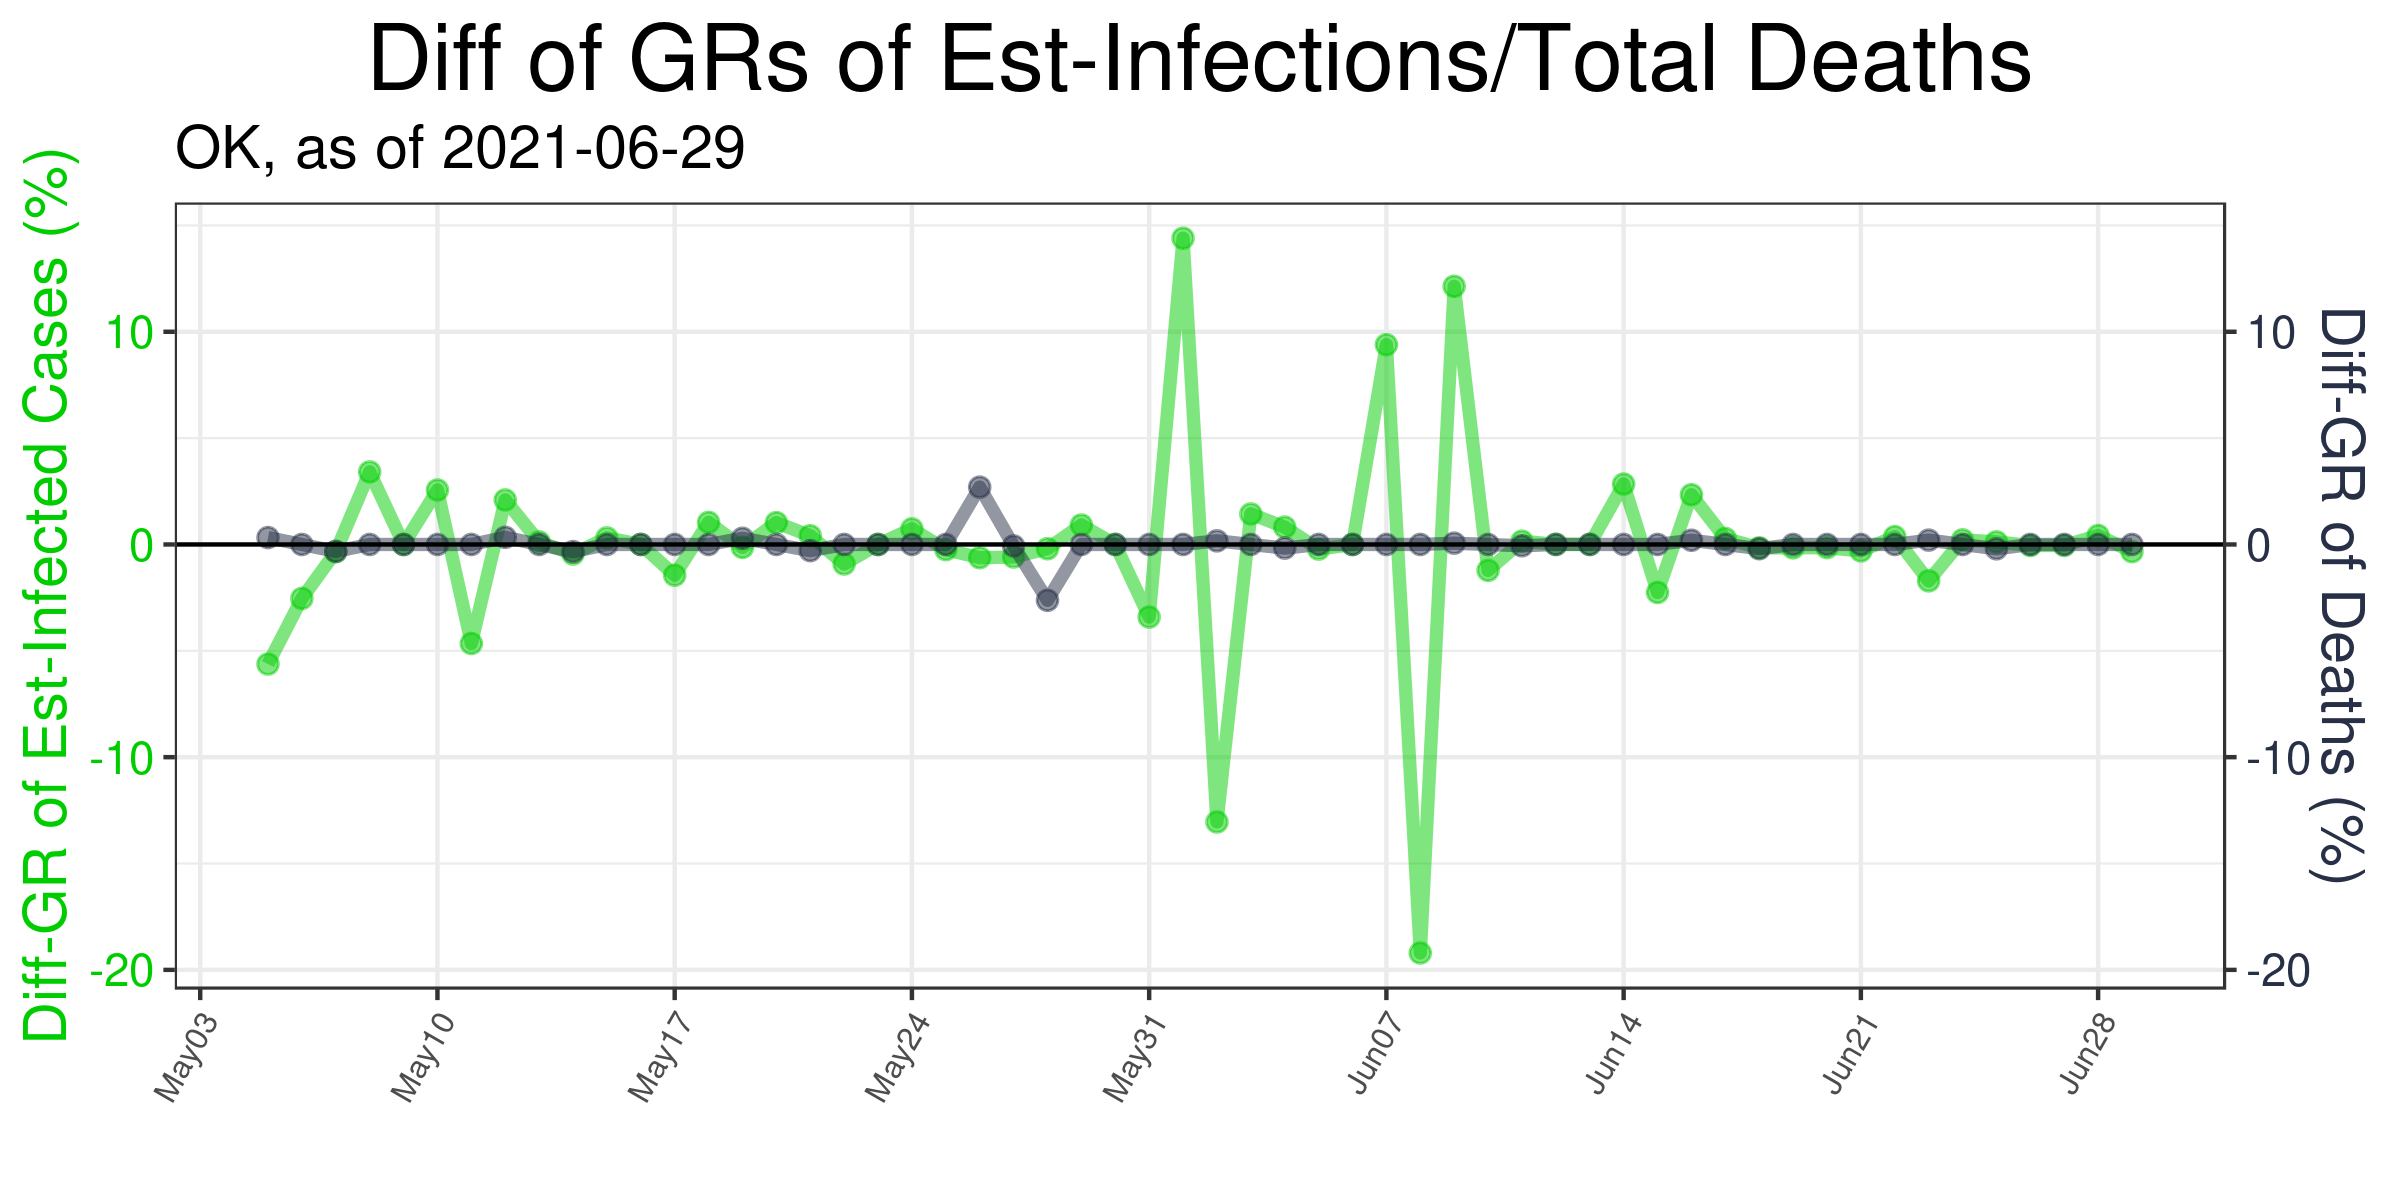 Diff of GRs of Est-Infections/Total Deaths
OK, as of 2021-06-29
Diff-GR of Est-Infected Cases (%)
10
0
-10
-20
10
0
-10
-20
Diff-GR of Deaths (%)
May03
May10
May17
May24
May31
Jun07
Jun14
Jun21
Jun28